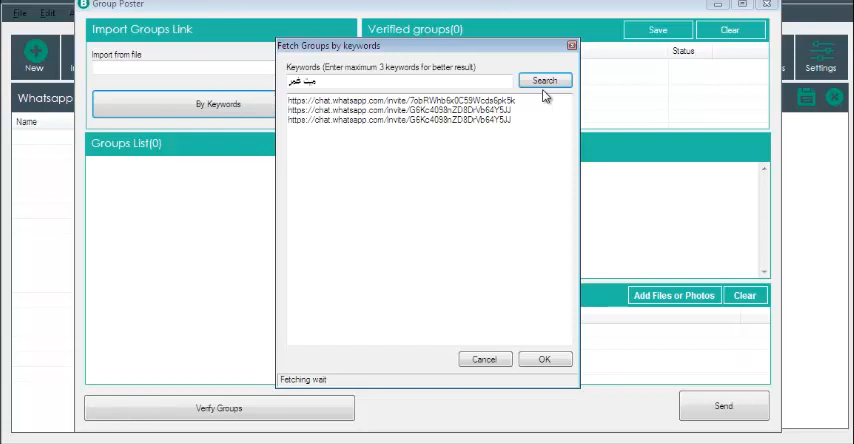 Group Poster
File Edit
Import Groups Link
Verified groups(0)
Save
Clear
Status
New
Settings
Import from file
By Keywords
Whatsapp
Name
Groups List(0)
Fetch Groups by keywords
Keywords (Enter maximum 3 keywords for better result)
Search
https://chat.whatsapp.com/invite/7obRWhb6x0C59Wcds6pk5k
https://chat.whatsapp.com/invite/G6Kc4098nZD8DrVb64Y5JJ
https://chat.whatsapp.com/invite/G6Kc4098nZD8DrVb64Y5JJ
Cancel
OK
Fetching wait
Add Files or Photos
Clear
Verify Groups
Send